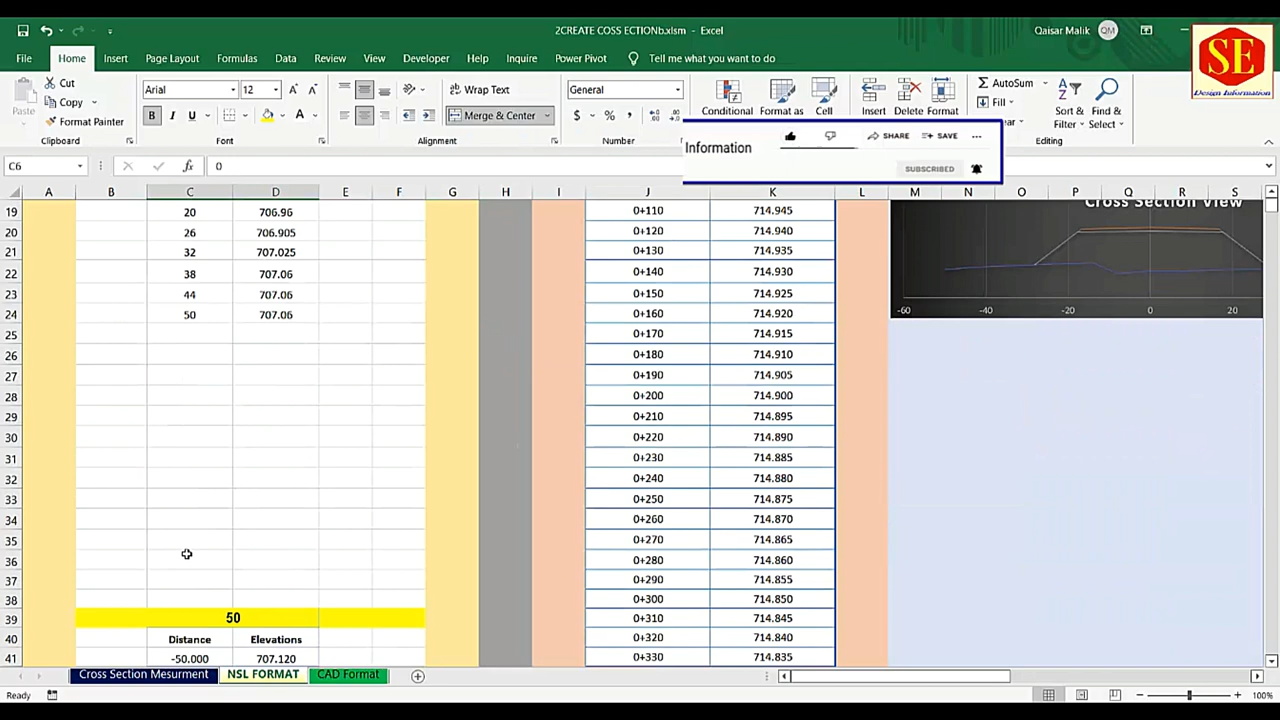 2CREATE COSS ECTIONb.xlsm - Excel
Qaisar Malik
QM
SE
Design Information
File Home Insert Page Layout Formulas Data Review View Developer Help Inquire Power Pivot Tell me what you want to do
Cut
Copy
Format Painter
Paste
Arial 12
B I U
Wrap Text
Merge & Center
General
$ % ,
Conditional
Format as
Cell
Insert Delete Format
AutoSum
Fill
Sort &
Filter
Find &
Select
Clipboard Font Alignment Number
Information
SHARE SAVE
SUBSCRIBED
C6 fx 0
A B C D E F G H I J K L M N O P Q R S
19 20 706.96 0+110 714.945
20 26 706.905 0+120 714.940
21 32 707.025 0+130 714.935
22 38 707.06 0+140 714.930
23 44 707.06 0+150 714.925
24 50 707.06 0+160 714.920
25 0+170 714.915
26 0+180 714.910
27 0+190 714.905
28 0+200 714.900
29 0+210 714.895
30 0+220 714.890
31 0+230 714.885
32 0+240 714.880
33 0+250 714.875
34 0+260 714.870
35 0+270 714.865
36 0+280 714.860
37 0+290 714.855
38 0+300 714.850
39 50 0+310 714.845
40 Distance Elevations 0+320 714.840
41 -50.000 707.120 0+330 714.835
Cross Section View
-60 -40 -20 0 20
Cross Section Mesurment NSL FORMAT CAD Format
Ready
100%